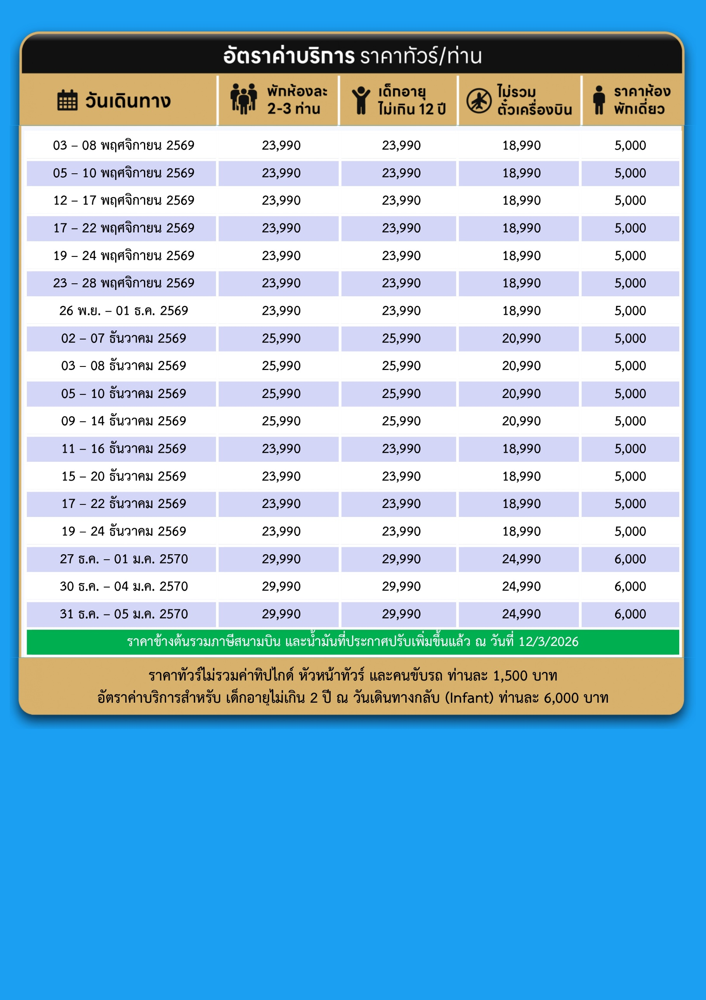 อัตราค่าบริการ ราคาทัวร์/ท่าน
วันเดินทาง พักห้องละ 2-3 ท่าน เด็กอายุ ไม่เกิน 12 ปี ไม่รวม ตั๋วเครื่องบิน ราคาห้อง พักเดี่ยว
03 – 08 พฤศจิกายน 2569 23,990 23,990 18,990 5,000
05 – 10 พฤศจิกายน 2569 23,990 23,990 18,990 5,000
12 – 17 พฤศจิกายน 2569 23,990 23,990 18,990 5,000
17 – 22 พฤศจิกายน 2569 23,990 23,990 18,990 5,000
19 – 24 พฤศจิกายน 2569 23,990 23,990 18,990 5,000
23 – 28 พฤศจิกายน 2569 23,990 23,990 18,990 5,000
26 พ.ย. – 01 ธ.ค. 2569 23,990 23,990 18,990 5,000
02 – 07 ธันวาคม 2569 25,990 25,990 20,990 5,000
03 – 08 ธันวาคม 2569 25,990 25,990 20,990 5,000
05 – 10 ธันวาคม 2569 25,990 25,990 20,990 5,000
09 – 14 ธันวาคม 2569 25,990 25,990 20,990 5,000
11 – 16 ธันวาคม 2569 23,990 23,990 18,990 5,000
15 – 20 ธันวาคม 2569 23,990 23,990 18,990 5,000
17 – 22 ธันวาคม 2569 23,990 23,990 18,990 5,000
19 – 24 ธันวาคม 2569 23,990 23,990 18,990 5,000
27 ธ.ค. – 01 ม.ค. 2570 29,990 29,990 24,990 6,000
30 ธ.ค. – 04 ม.ค. 2570 29,990 29,990 24,990 6,000
31 ธ.ค. – 05 ม.ค. 2570 29,990 29,990 24,990 6,000
ราคาข้างต้นรวมภาษีสนามบิน และน้ำมันที่ประกาศปรับเพิ่มขึ้นแล้ว ณ วันที่ 12/3/2026
ราคาทัวร์ไม่รวมค่าทิปไกด์ หัวหน้าทัวร์ และคนขับรถ ท่านละ 1,500 บาท
อัตราค่าบริการสำหรับ เด็กอายุไม่เกิน 2 ปี ณ วันเดินทางกลับ (Infant) ท่านละ 6,000 บาท